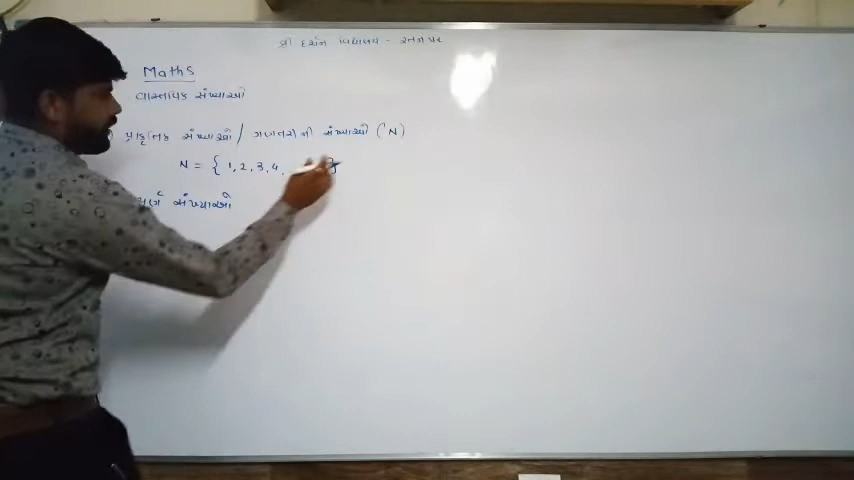 શ્રી દર્શન વિદ્યાલય - રતનપર
Maths
વાસ્તવિક સંખ્યાઓ
પ્રાકૃતિક સંખ્યાઓ / ગણતરીની સંખ્યાઓ (N)
N = { 1, 2, 3, 4, . }
પૂર્ણ સંખ્યાઓ